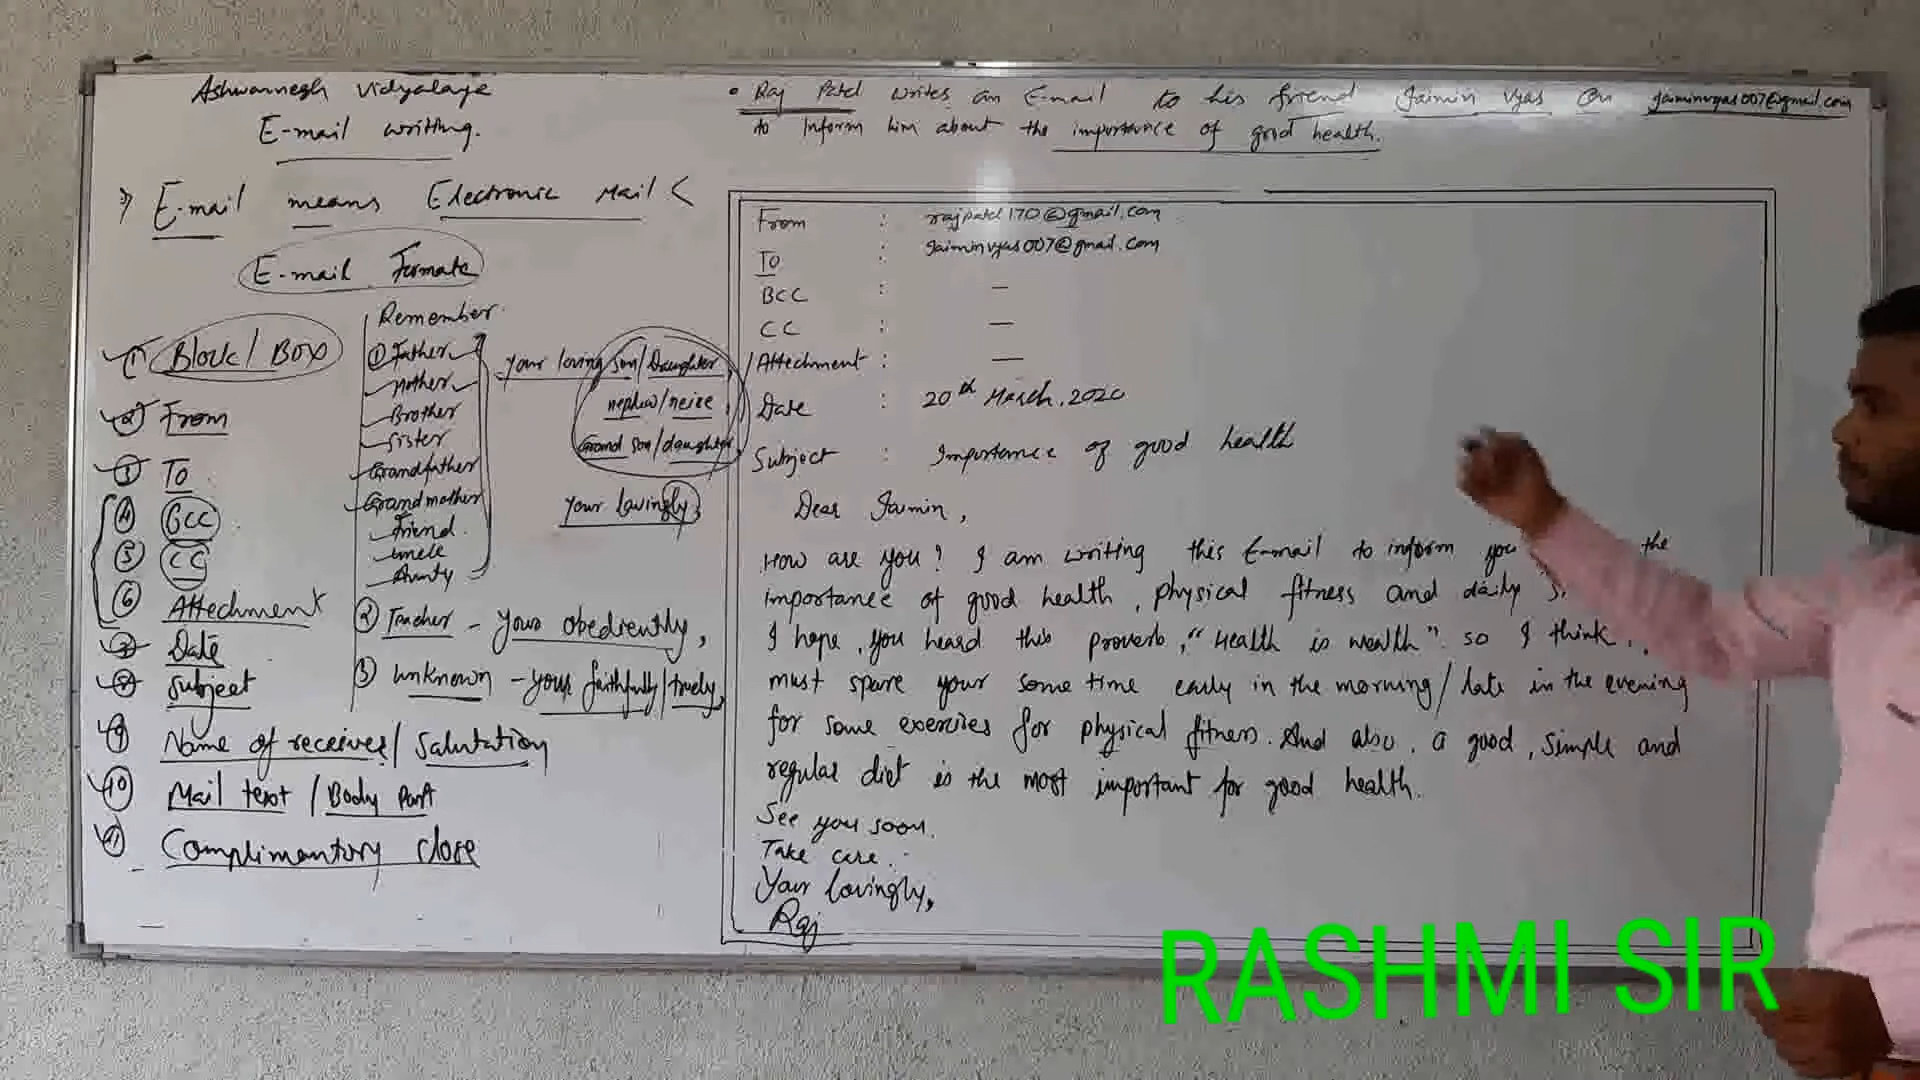 Ashwamegh Vidyalaya
E-mail writting.
E-mail means Electronic Mail
E-mail Formate
1 Block/Box
2 From
3 To
4 BCC
5 CC
6 Attechment
7 Date
8 Subject
9 Name of receiver/Salutation
10 Mail text/Body Part
11 Complimentory close
Remember
1 Father
Mother
Brother
Sister
Grandfather
Grandmother
Friend
Uncle
Aunty
Your loving son/Daughter,
nephew/neice,
Grand son/daughter
Your lovingly,
2 Teacher - Your obediently,
3 Unknown - your faithfully/truely,
• Raj Patel writes an E-mail to his friend Jaimin Vyas on jaiminvyas007@gmail.com
to inform him about the importance of good health.
From : rajpatel170@gmail.com
To : jaiminvyas007@gmail.com
BCC : —
CC : —
Attechment : —
Date : 20th March, 2020
Subject : Importance of good health
Dear Jaimin,
How are you? I am writing this E-mail to inform you the
importance of good health, physical fitness and daily
I hope, you heard this proverb, "Health is wealth". So I think
must spare your some time early in the morning/late in the evening
for some exercises for physical fitness. And also, a good, simple and
regular diet is the most important for good health.
See you soon.
Take care.
Your lovingly,
Raj
RASHMI SIR